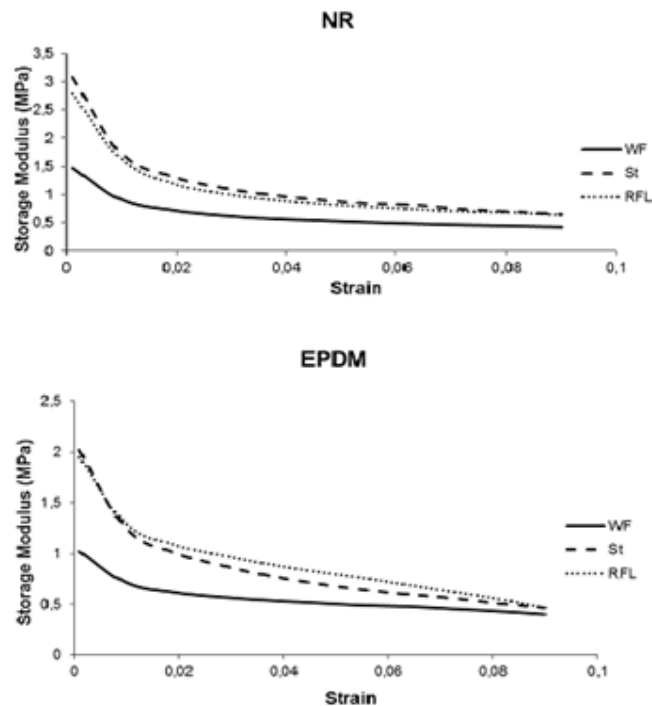 NR
Storage Modulus (MPa)
3,5
3
2,5
2
1,5
1
0,5
0
0
0,02
0,04
0,06
0,08
0,1
Strain
WF
St
RFL
EPDM
Storage Modulus (MPa)
2,5
2
1,5
1
0,5
0
0
0,02
0,04
0,06
0,08
0,1
Strain
WF
St
RFL